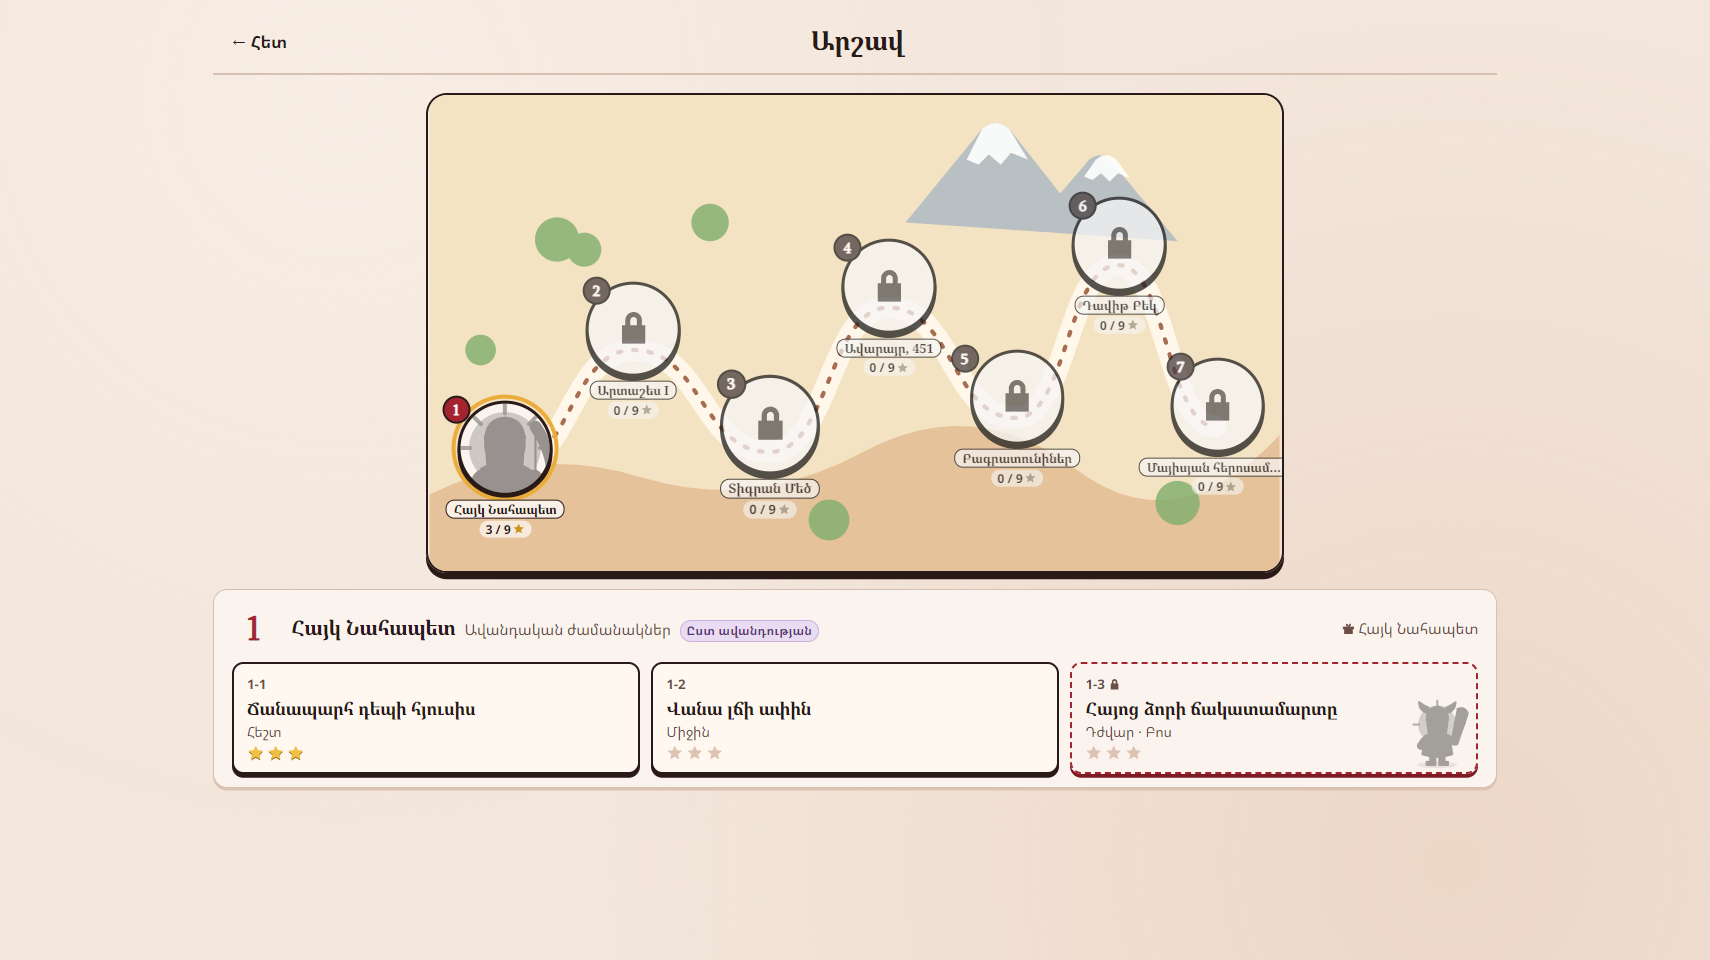 ← Հետ
Արշավ
6
4
2
Դավիթ Բեկ
0 / 9
Ավարայր, 451
0 / 9
5
7
3
Արտաշես I
0 / 9
1
Բագրատունիներ
0 / 9
Մայիսյան հերոսամ...
0 / 9
Տիգրան Մեծ
0 / 9
Հայկ Նահապետ
3 / 9
1 Հայկ Նահապետ Ավանդական ժամանակներ Ըստ ավանդության
Հայկ Նահապետ
1-1
Ճանապարհ դեպի հյուսիս
Հեշտ
1-2
Վանա լճի ափին
Միջին
1-3
Հայոց ձորի ճակատամարտը
Դժվար · Բոս